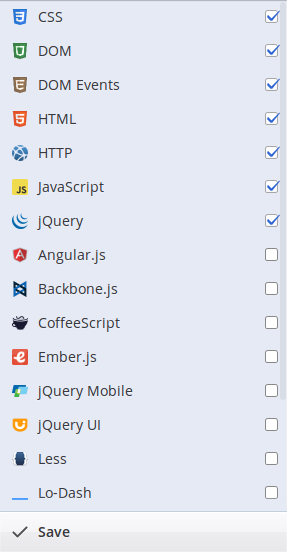 CSS
DOM
DOM Events
HTML
HTTP
JS JavaScript
jQuery
Angular.js
Backbone.js
CoffeeScript
Ember.js
jQuery Mobile
jQuery UI
Less
Lo-Dash
Save